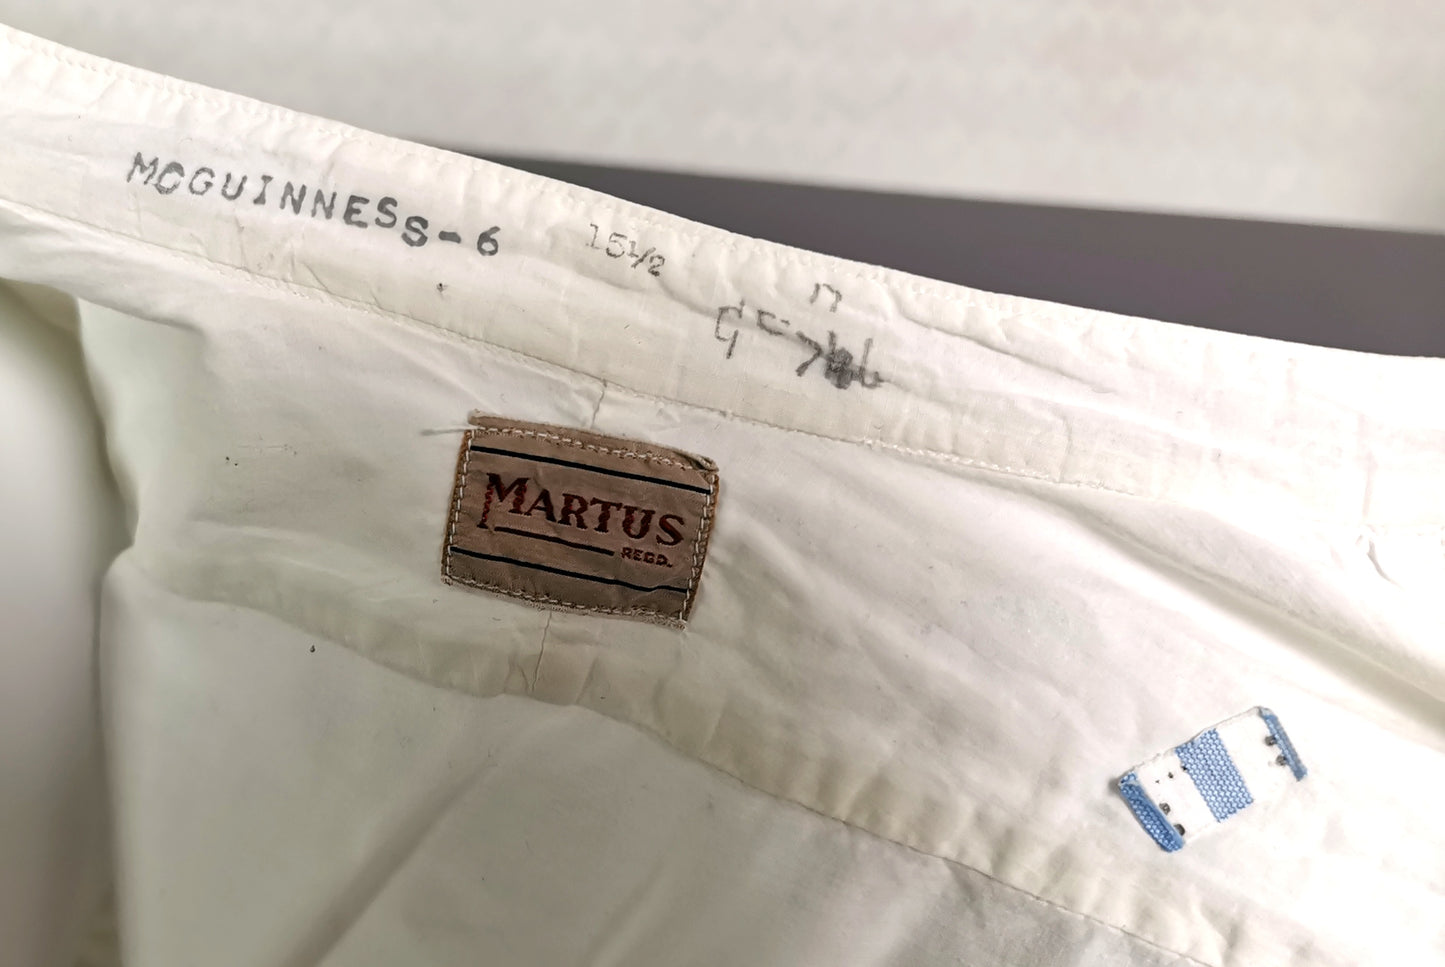 MCGUINNESS-6 15½
MARTUS
REGD.